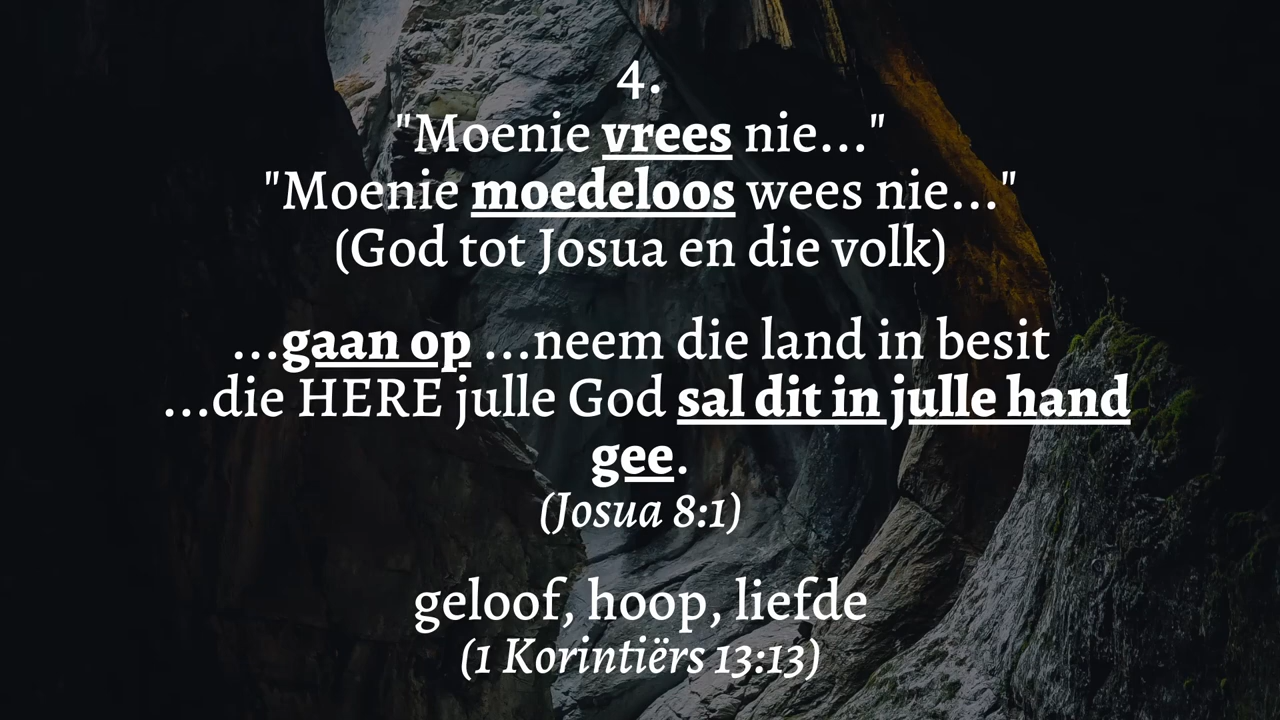 4.
"Moenie vrees nie..."
"Moenie moedeloos wees nie..."
(God tot Josua en die volk)
...gaan op ...neem die land in besit
...die HERE julle God sal dit in julle hand
gee.
(Josua 8:1)
geloof, hoop, liefde
(1 Korintiërs 13:13)